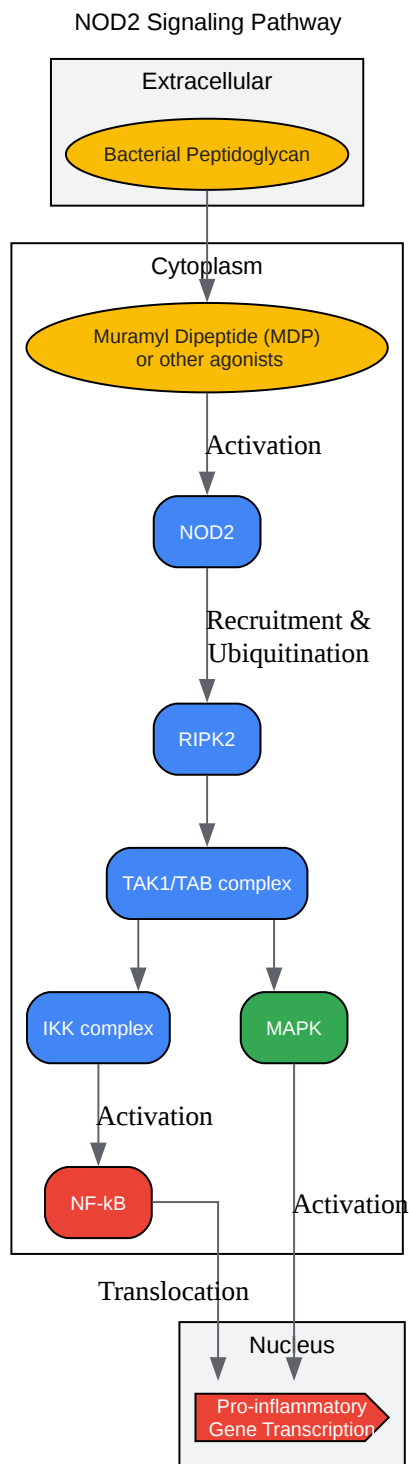 NOD2 Signaling Pathway
Extracellular
Bacterial Peptidoglycan
Cytoplasm
Muramyl Dipeptide (MDP)
or other agonists
Activation
NOD2
Recruitment &
Ubiquitination
RIPK2
TAK1/TAB complex
IKK complex
MAPK
Activation
NF-kB
Activation
Translocation
Nucleus
Pro-inflammatory
Gene Transcription